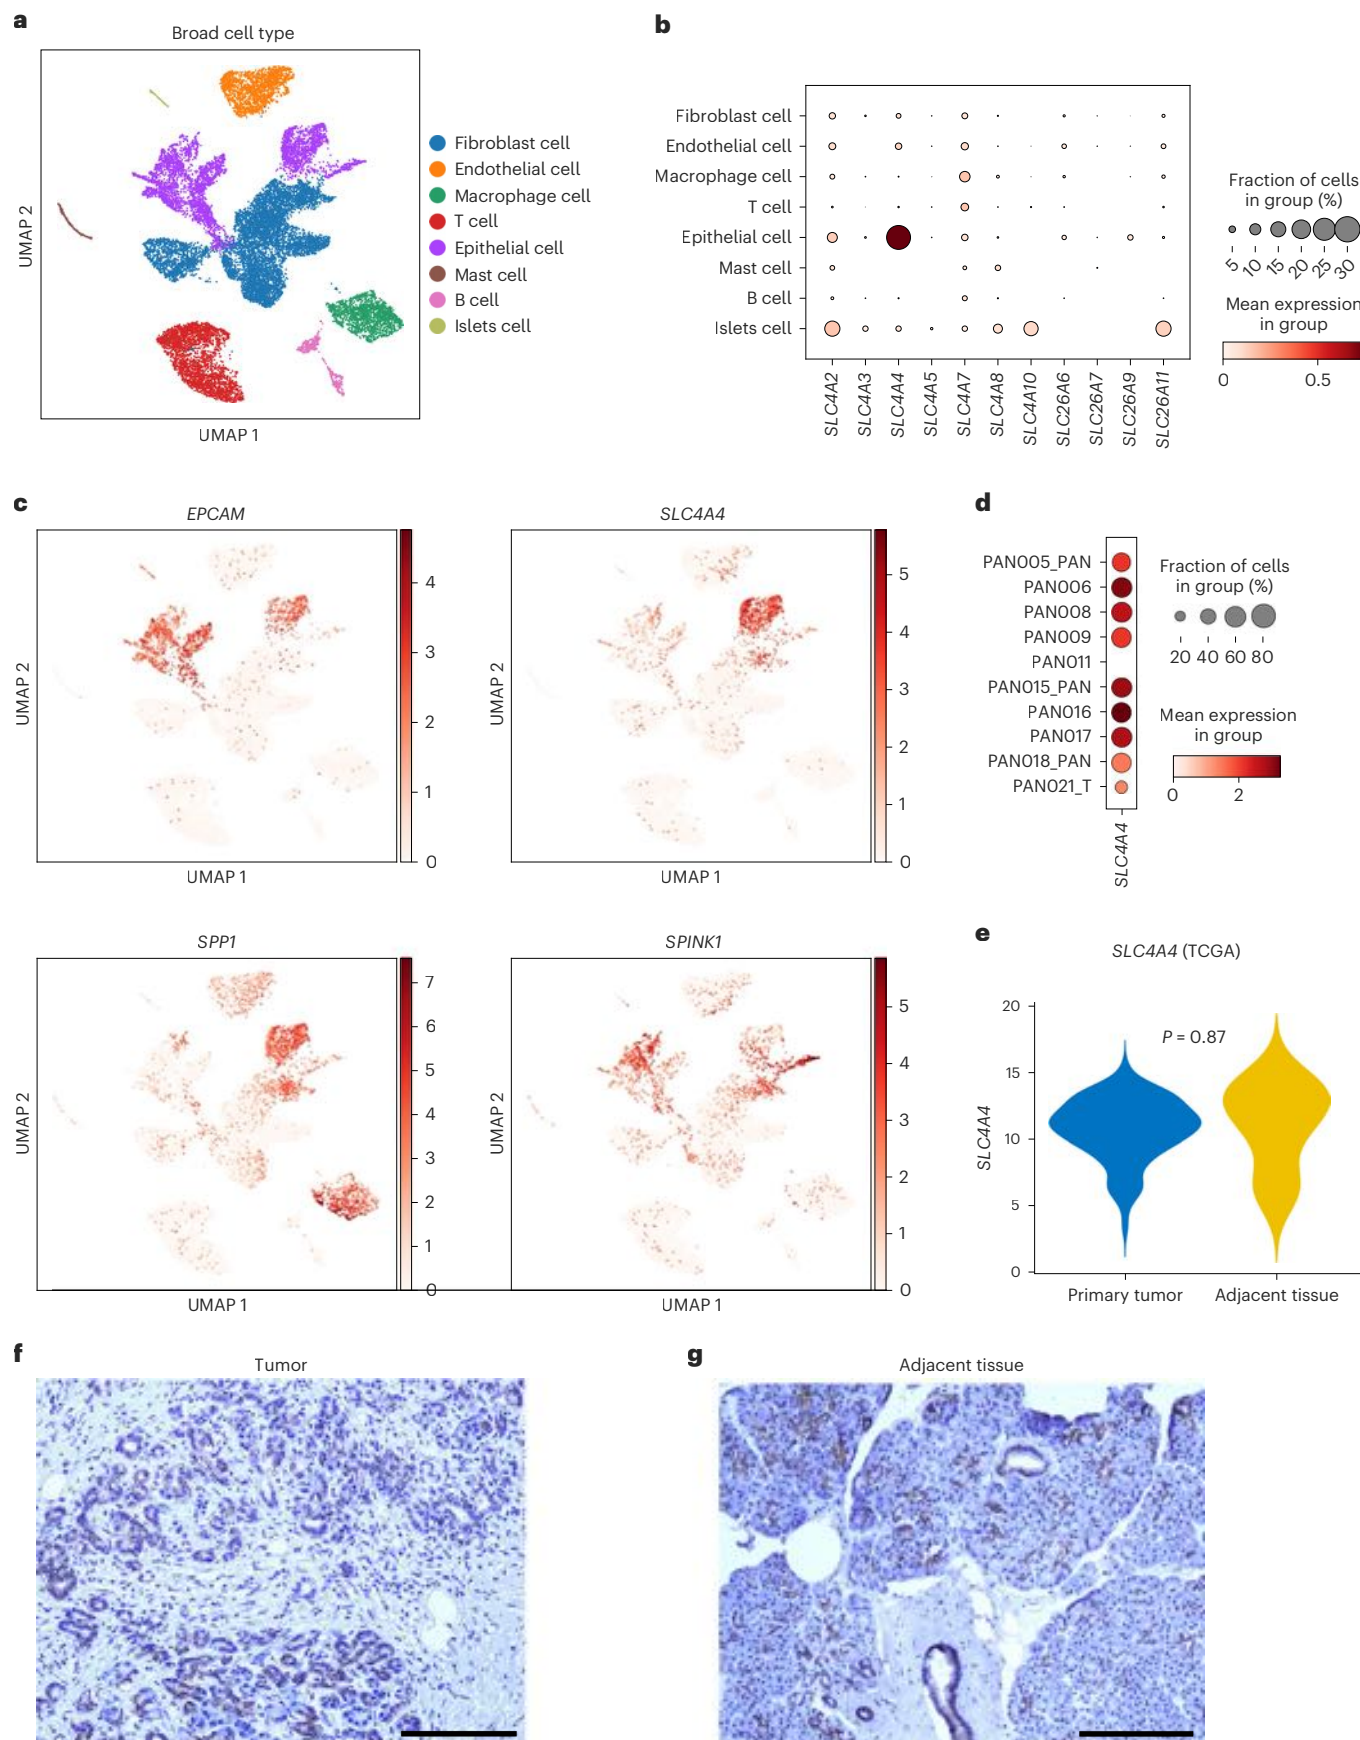 a
Broad cell type
UMAP 2
UMAP 1
Fibroblast cell
Endothelial cell
Macrophage cell
T cell
Epithelial cell
Mast cell
B cell
Islets cell
b
Fibroblast cell
Endothelial cell
Macrophage cell
T cell
Epithelial cell
Mast cell
B cell
Islets cell
SLC4A2
SLC4A3
SLC4A4
SLC4A5
SLC4A7
SLC4A8
SLC4A10
SLC26A6
SLC26A7
SLC26A9
SLC26A11
Fraction of cells
in group (%)
5 10 15 20 25 30
Mean expression
in group
0 0.5
c
EPCAM
UMAP 2
UMAP 1
4
3
2
1
0
SLC4A4
UMAP 2
UMAP 1
5
4
3
2
1
0
SPP1
UMAP 2
UMAP 1
7
6
5
4
3
2
1
0
SPINK1
UMAP 2
UMAP 1
5
4
3
2
1
0
d
PAN005_PAN
PAN006
PAN008
PAN009
PAN011
PAN015_PAN
PAN016
PAN017
PAN018_PAN
PAN021_T
SLC4A4
Fraction of cells
in group (%)
20 40 60 80
Mean expression
in group
0 2
e
SLC4A4 (TCGA)
P = 0.87
SLC4A4
20
15
10
5
0
Primary tumor
Adjacent tissue
f
Tumor
g
Adjacent tissue